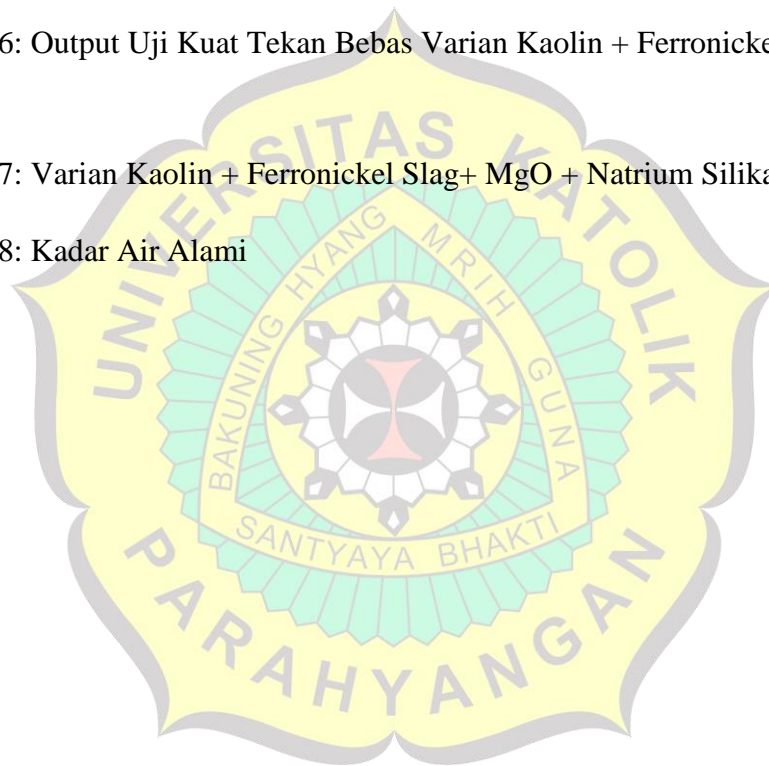 6: Output Uji Kuat Tekan Bebas Varian Kaolin + Ferronicke
7: Varian Kaolin + Ferronickel Slag+ MgO + Natrium Silika
8: Kadar Air Alami
UNIVERSITAS KATOLIK
PARAHYANGAN
BAKUNING HYANG MRIH GUNA
SANTYAYA BHAKTI